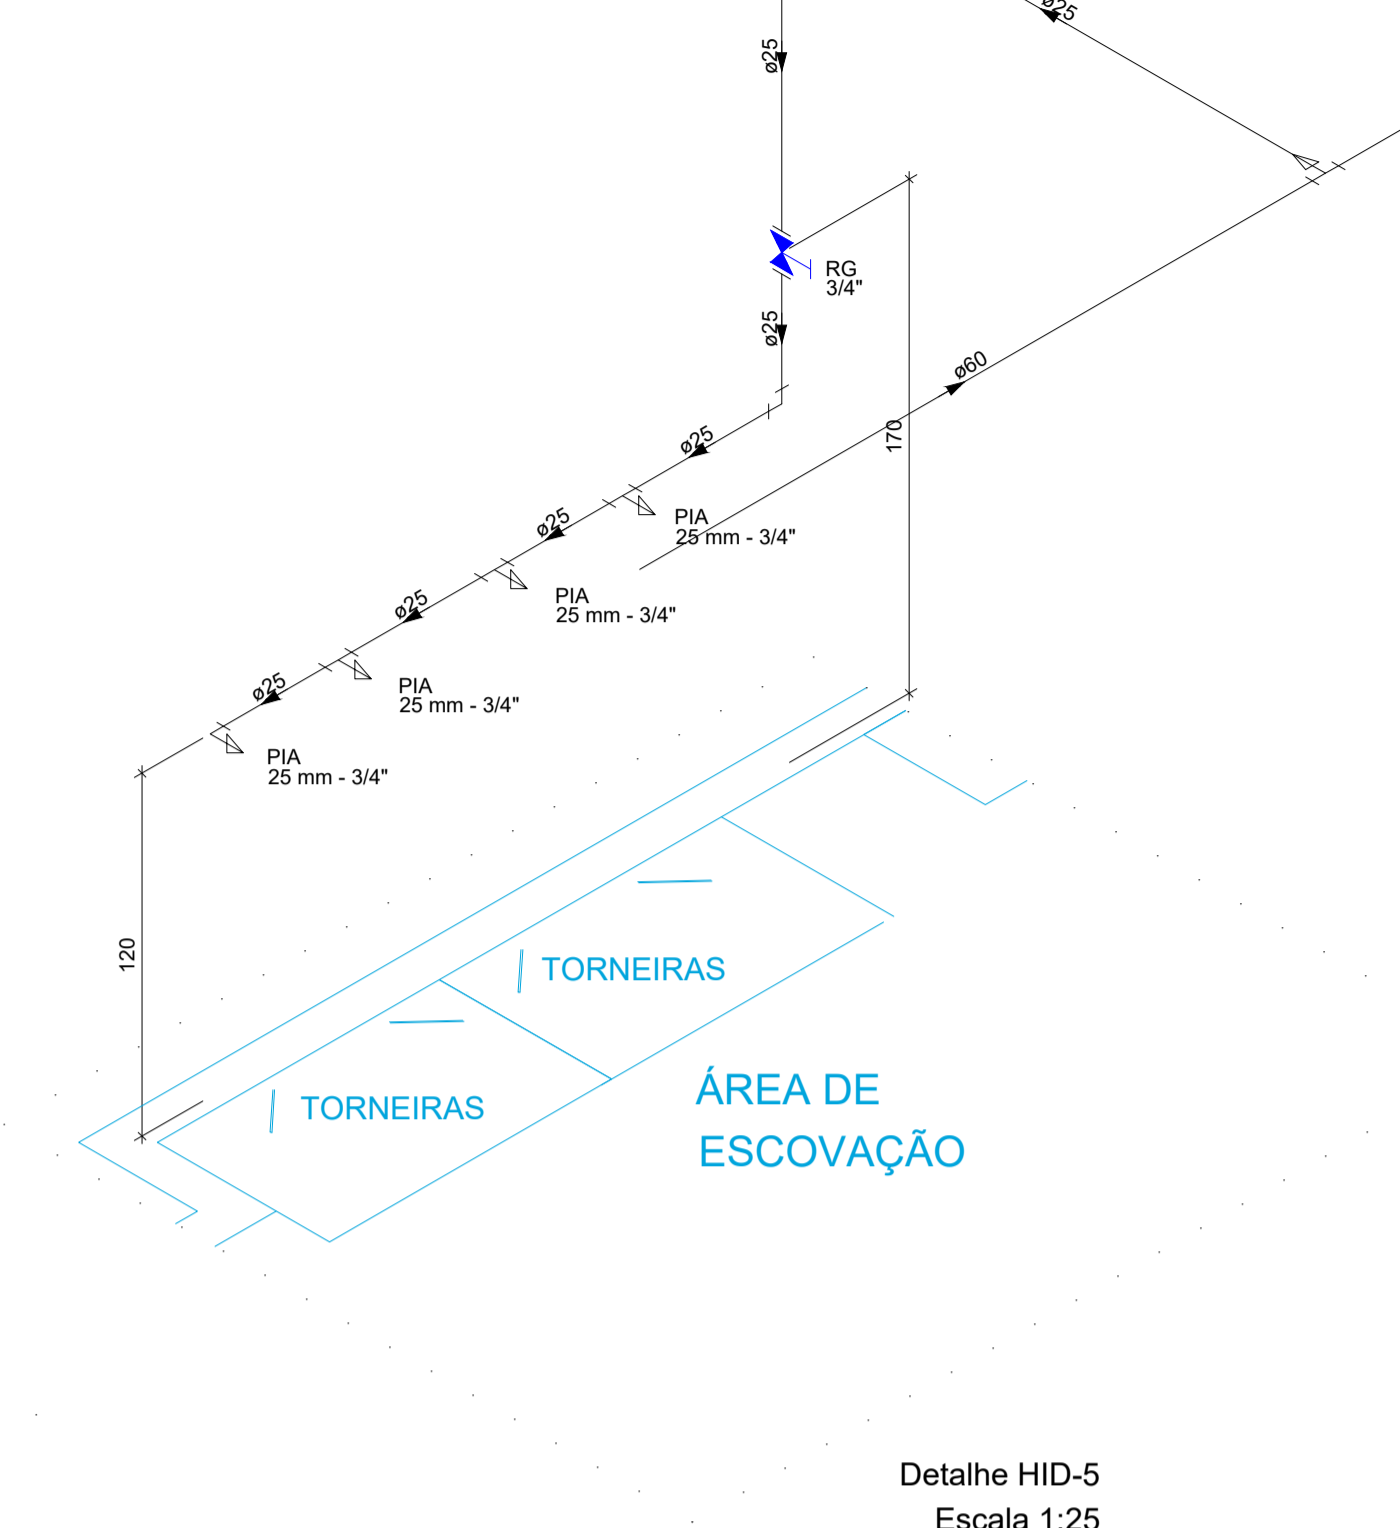 ø25
ø25
RG
3/4"
ø25
ø60
170
ø25
PIA
25 mm - 3/4"
ø25
PIA
25 mm - 3/4"
ø25
PIA
25 mm - 3/4"
ø25
PIA
25 mm - 3/4"
120
TORNEIRAS
TORNEIRAS
ÁREA DE
ESCOVAÇÃO
Detalhe HID-5
Escala 1:25